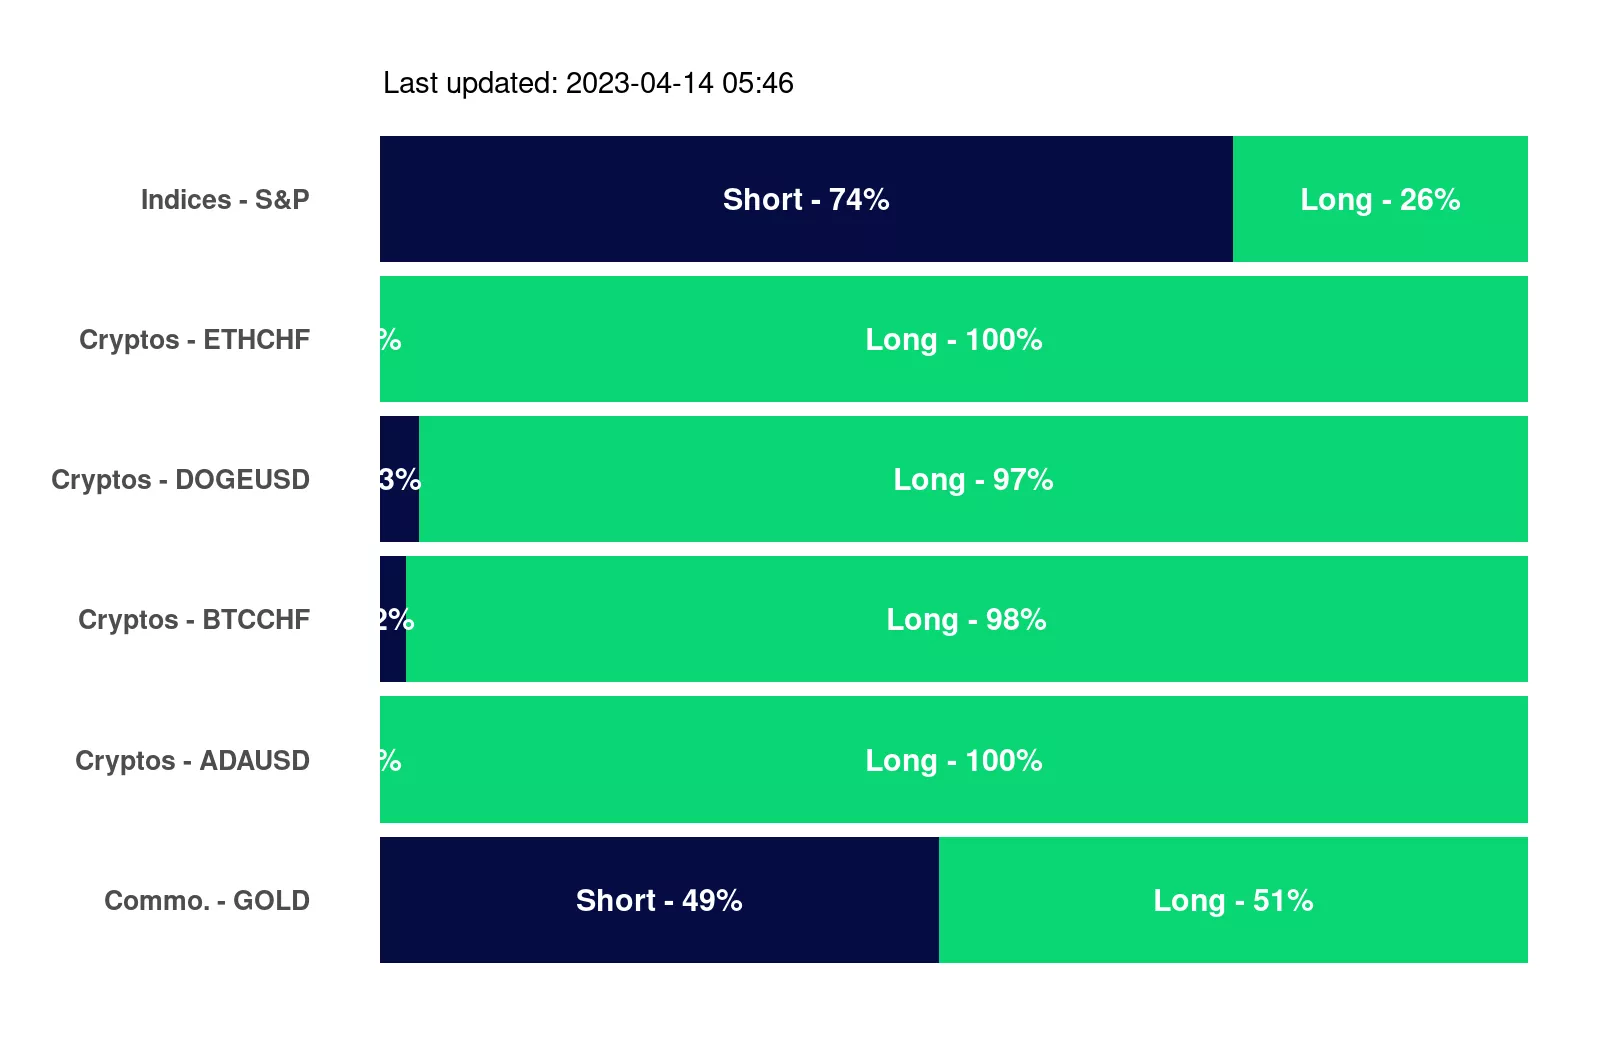 Last updated: 2023-04-14 05:46
Indices - S&P Short - 74% Long - 26%
Cryptos - ETHCHF % Long - 100%
Cryptos - DOGEUSD 3% Long - 97%
Cryptos - BTCCHF 2% Long - 98%
Cryptos - ADAUSD % Long - 100%
Commo. - GOLD Short - 49% Long - 51%